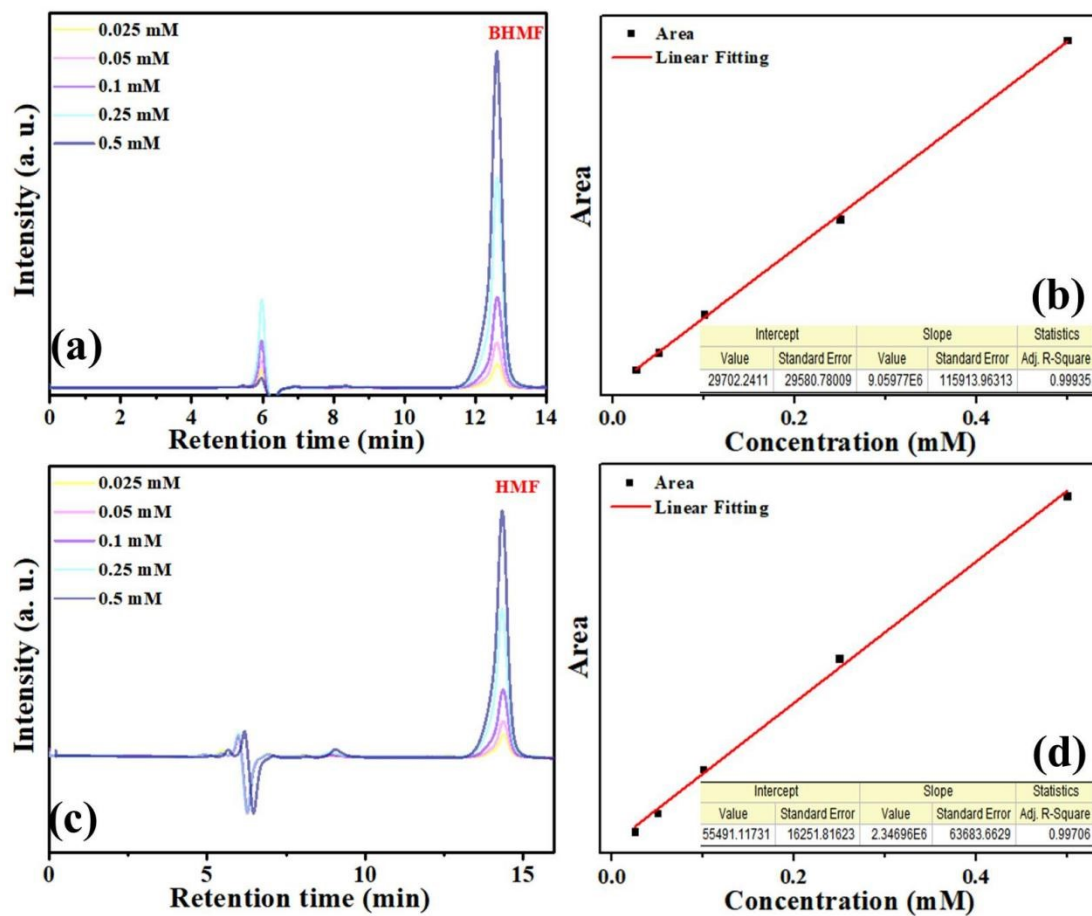 0.025 mM
0.05 mM
0.1 mM
0.25 mM
0.5 mM
BHMF
Intensity (a. u.)
(a)
0 2 4 6 8 10 12 14
Retention time (min)
Area
Linear Fitting
Area
(b)
Intercept Slope Statistics
Value Standard Error Value Standard Error Adj. R-Square
29702.2411 29580.78009 9.05977E6 115913.96313 0.99935
0.0 0.2 0.4
Concentration (mM)
0.025 mM
0.05 mM
0.1 mM
0.25 mM
0.5 mM
HMF
Intensity (a. u.)
(c)
0 5 10 15
Retention time (min)
Area
Linear Fitting
Area
(d)
Intercept Slope Statistics
Value Standard Error Value Standard Error Adj. R-Square
55491.11731 16251.81623 2.34696E6 63683.6629 0.99706
0.0 0.2 0.4
Concentration (mM)